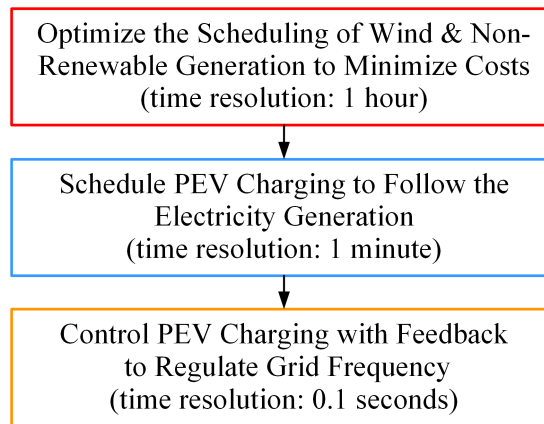 Optimize the Scheduling of Wind & Non-
Renewable Generation to Minimize Costs
(time resolution: 1 hour)
Schedule PEV Charging to Follow the
Electricity Generation
(time resolution: 1 minute)
Control PEV Charging with Feedback
to Regulate Grid Frequency
(time resolution: 0.1 seconds)